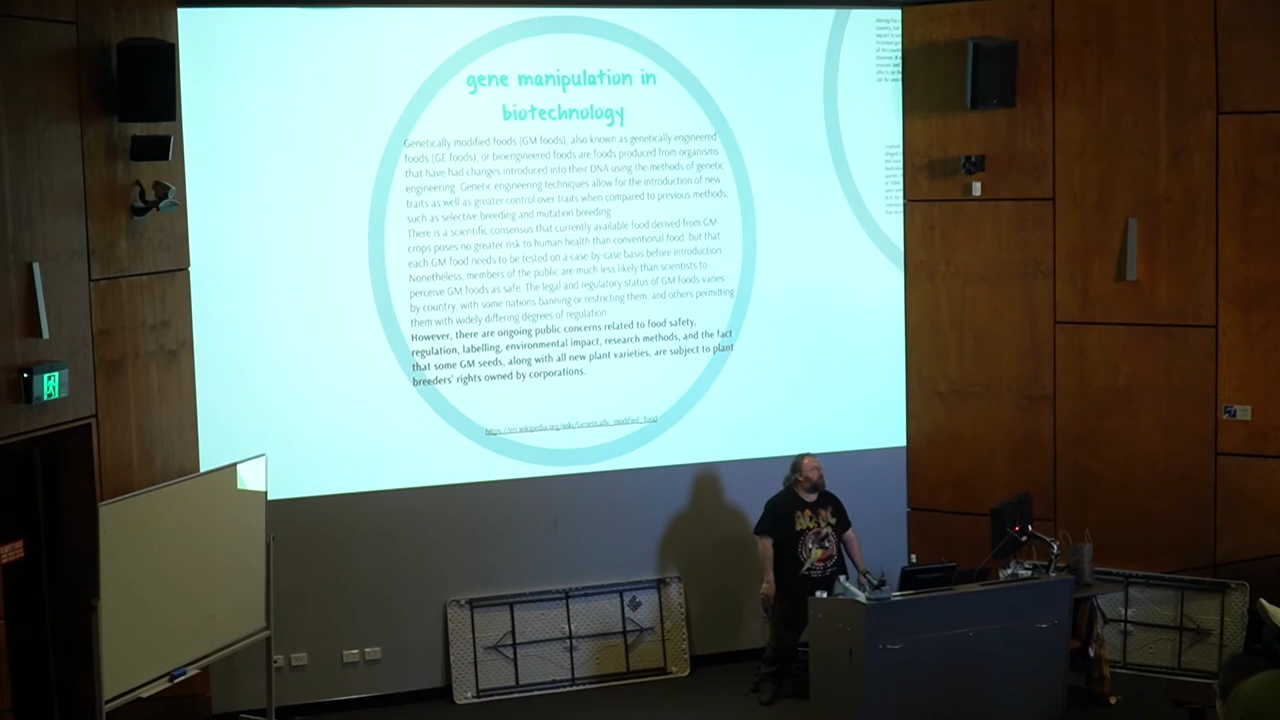 gene manipulation in
biotechnology
Genetically modified foods (GM foods), also known as genetically engineered
foods (GE foods), or bioengineered foods are foods produced from organisms
that have had changes introduced into their DNA using the methods of genetic
engineering. Genetic engineering techniques allow for the introduction of new
traits as well as greater control over traits when compared to previous methods,
such as selective breeding and mutation breeding
There is a scientific consensus that currently available food derived from GM
crops poses no greater risk to human health than conventional food, but that
each GM food needs to be tested on a case by case basis before introduction.
Nonetheless, members of the public are much less likely than scientists to
perceive GM foods as safe. The legal and regulatory status of GM foods varies
by country, with some nations banning or restricting them, and others permitting
them with widely differing degrees of regulation
However, there are ongoing public concerns related to food safety,
regulation, labelling, environmental impact, research methods, and the fact
that some GM seeds, along with all new plant varieties, are subject to plant
breeders' rights owned by corporations.
https://en.wikipedia.org/wiki/Genetically_modified_food
AC DC